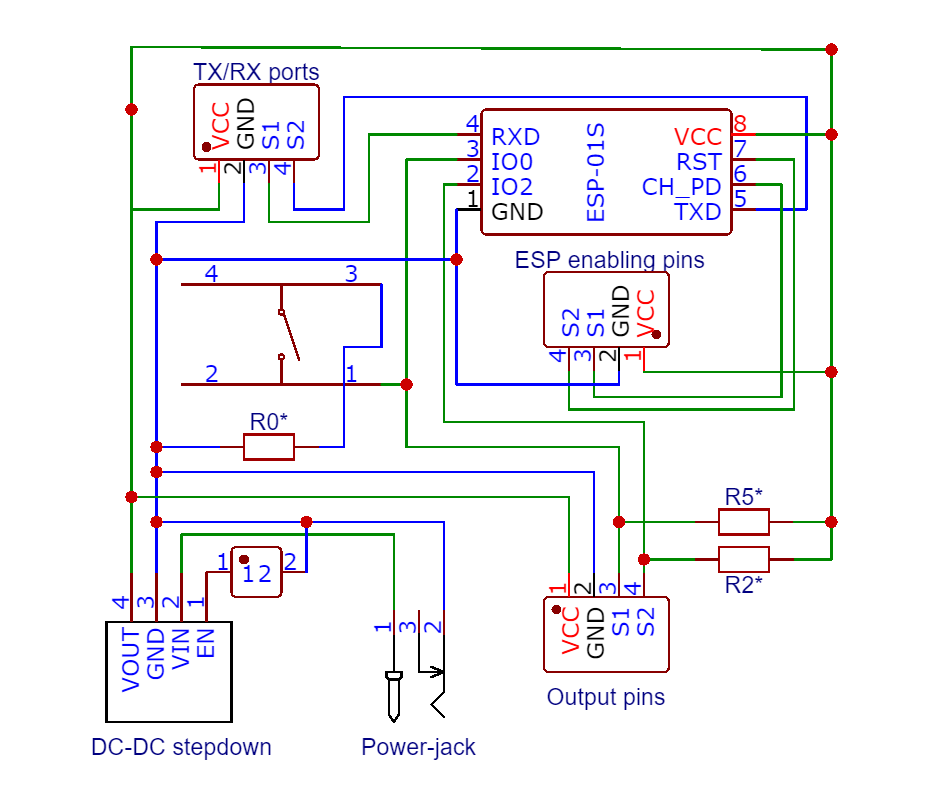 TX/RX ports
VCC
GND
S1
S2
1
2
3
4
4
3
2
1
RXD
IO0
IO2
GND
ESP-01S
VCC
RST
CH_PD
TXD
8
7
6
5
ESP enabling pins
S2
S1
GND
VCC
4
3
2
1
4
3
2
1
R0*
R5*
R2*
1
12
2
4
3
2
1
VOUT
GND
VIN
EN
DC-DC stepdown
1
3
2
Power-jack
1
2
3
4
VCC
GND
S1
S2
Output pins